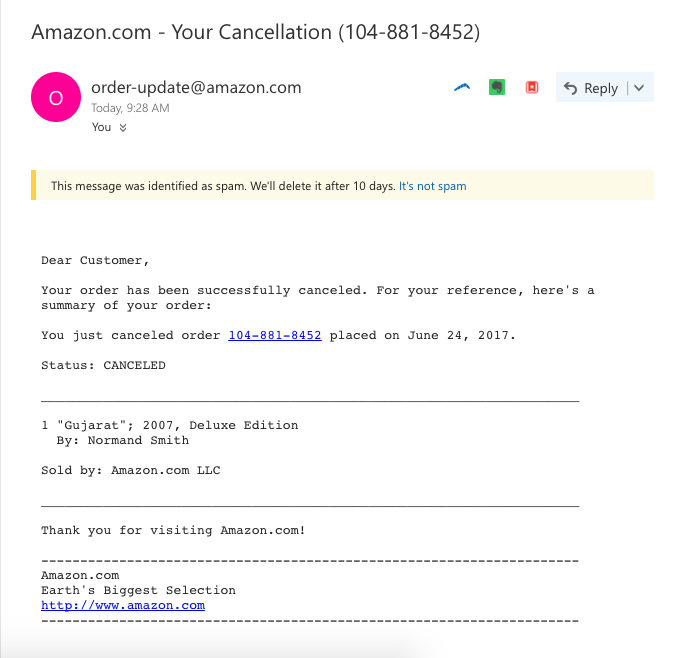 Amazon.com - Your Cancellation (104-881-8452)
O
order-update@amazon.com
Reply
Today, 9:28 AM
You
This message was identified as spam. We'll delete it after 10 days. It's not spam
Dear Customer,
Your order has been successfully canceled. For your reference, here's a
summary of your order:
You just canceled order 104-881-8452 placed on June 24, 2017.
Status: CANCELED
_____________________________________________________________________
1 "Gujarat"; 2007, Deluxe Edition
By: Normand Smith
Sold by: Amazon.com LLC
_____________________________________________________________________
Thank you for visiting Amazon.com!
---------------------------------------------------------------------
Amazon.com
Earth's Biggest Selection
http://www.amazon.com
---------------------------------------------------------------------